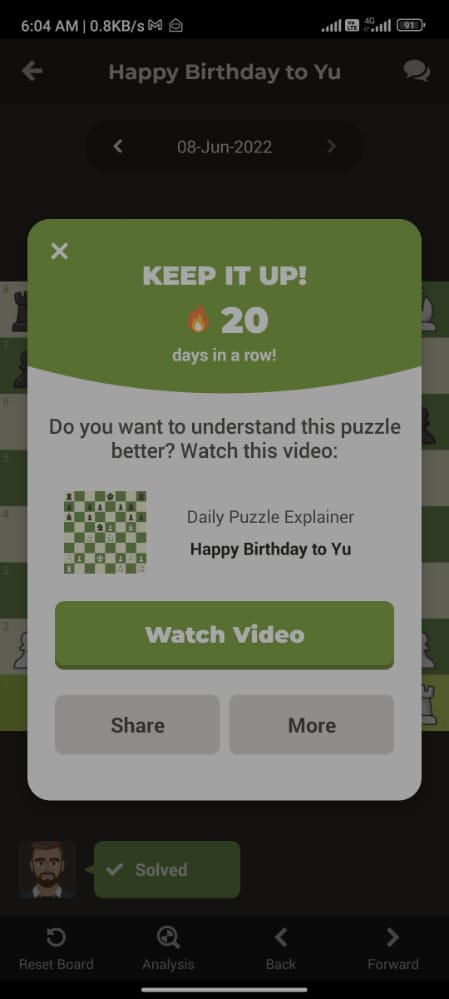 6:04 AM | 0.8KB/s
Vo LTE 4G 91
Happy Birthday to Yu
08-Jun-2022
KEEP IT UP!
20
days in a row!
8
7
6
5
4
3
2
Do you want to understand this puzzle
better? Watch this video:
Daily Puzzle Explainer
Happy Birthday to Yu
Watch Video
Share
More
Solved
Reset Board
Analysis
Back
Forward